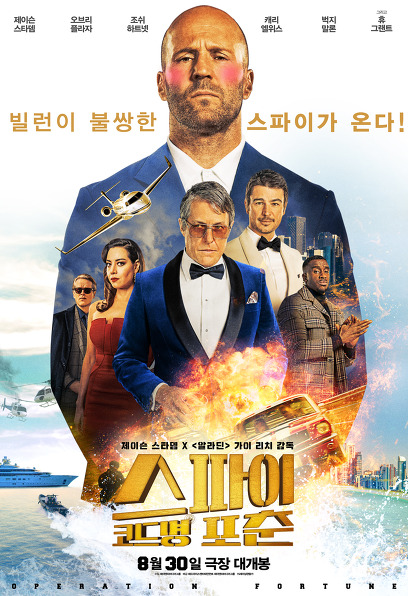 제이슨 스타뎀 오브리 플라자 조쉬 하트넷 캐리 엘위스 벅지 말론 그리고 휴 그랜트
빌런이 불쌍한 스파이가 온다!
제이슨 스타뎀 X <알라딘> 가이 리치 감독
스파이
코드명 포춘
8월 30일 극장 대개봉
OPERATION FORTUNE